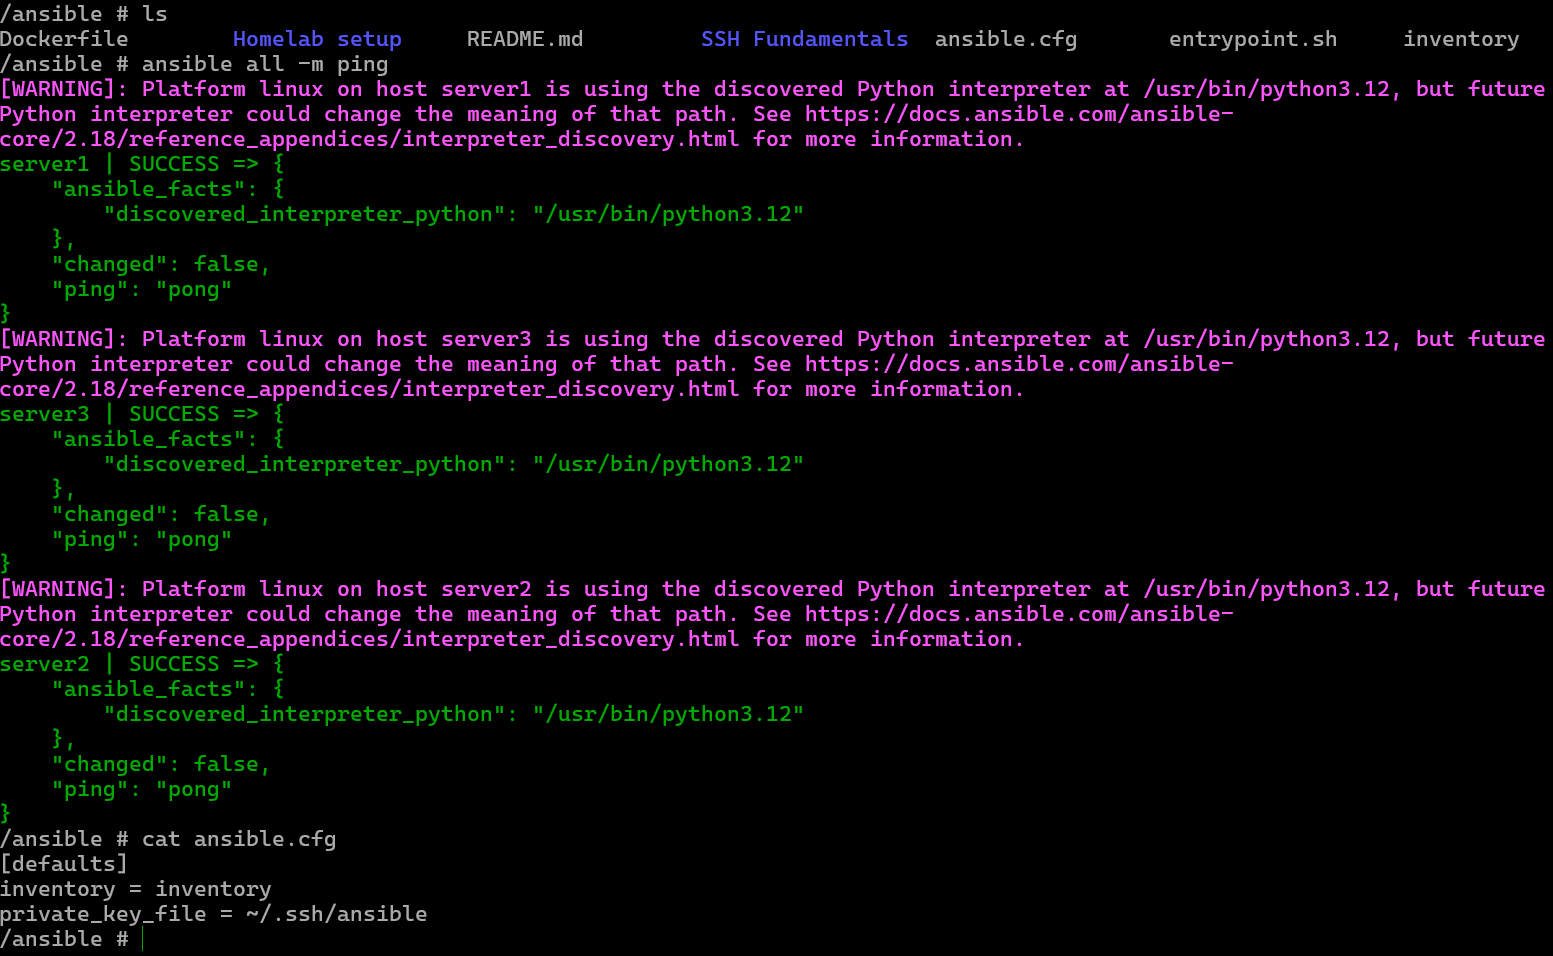 /ansible # ls
Dockerfile        Homelab setup     README.md         SSH Fundamentals  ansible.cfg       entrypoint.sh     inventory
/ansible # ansible all -m ping
[WARNING]: Platform linux on host server1 is using the discovered Python interpreter at /usr/bin/python3.12, but future
Python interpreter could change the meaning of that path. See https://docs.ansible.com/ansible-
core/2.18/reference_appendices/interpreter_discovery.html for more information.
server1 | SUCCESS => {
    "ansible_facts": {
        "discovered_interpreter_python": "/usr/bin/python3.12"
    },
    "changed": false,
    "ping": "pong"
}
[WARNING]: Platform linux on host server3 is using the discovered Python interpreter at /usr/bin/python3.12, but future
Python interpreter could change the meaning of that path. See https://docs.ansible.com/ansible-
core/2.18/reference_appendices/interpreter_discovery.html for more information.
server3 | SUCCESS => {
    "ansible_facts": {
        "discovered_interpreter_python": "/usr/bin/python3.12"
    },
    "changed": false,
    "ping": "pong"
}
[WARNING]: Platform linux on host server2 is using the discovered Python interpreter at /usr/bin/python3.12, but future
Python interpreter could change the meaning of that path. See https://docs.ansible.com/ansible-
core/2.18/reference_appendices/interpreter_discovery.html for more information.
server2 | SUCCESS => {
    "ansible_facts": {
        "discovered_interpreter_python": "/usr/bin/python3.12"
    },
    "changed": false,
    "ping": "pong"
}
/ansible # cat ansible.cfg
[defaults]
inventory = inventory
private_key_file = ~/.ssh/ansible
/ansible #